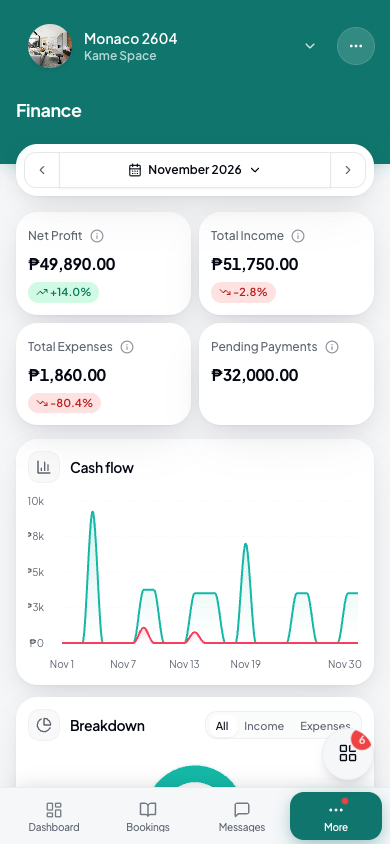 Monaco 2604
Kame Space
Finance
November 2026
Net Profit
₱49,890.00
+14.0%
Total Income
₱51,750.00
-2.8%
Total Expenses
₱1,860.00
-80.4%
Pending Payments
₱32,000.00
Cash flow
10k
₱8k
₱5k
₱3k
₱0
Nov 1 Nov 7 Nov 13 Nov 19 Nov 30
Breakdown
All Income Expenses
6
Dashboard Bookings Messages More